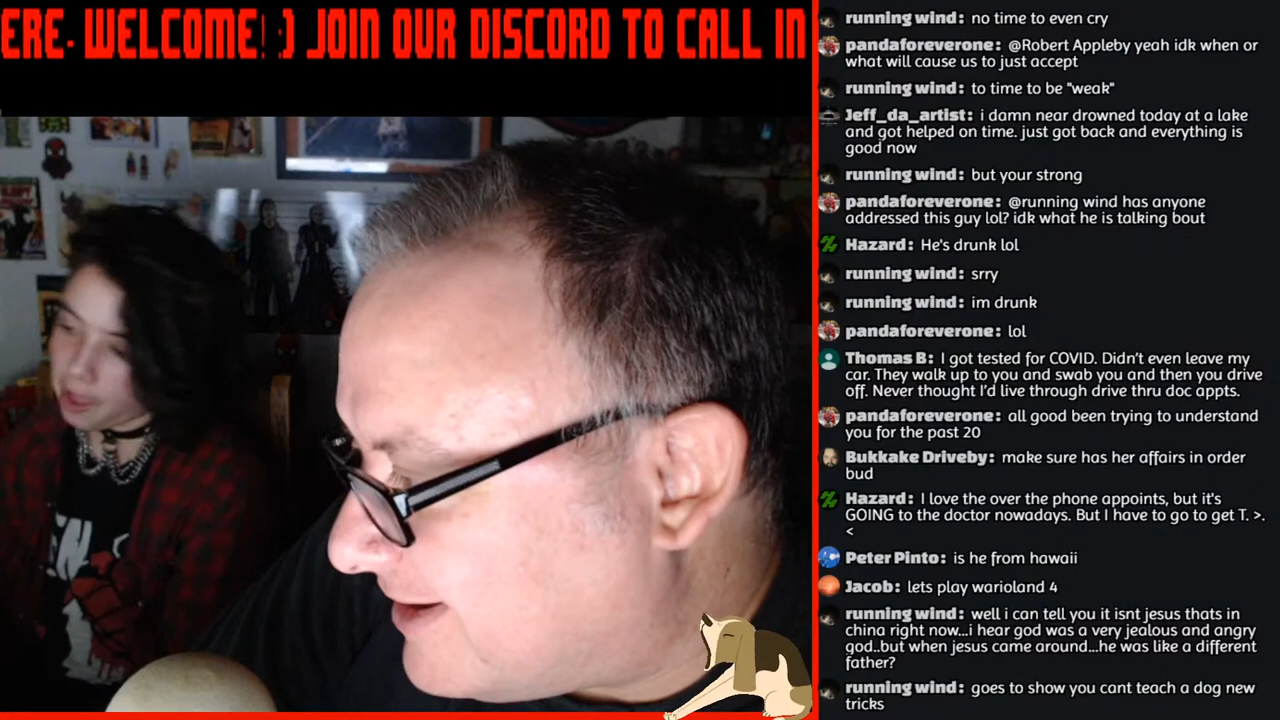 ERE. WELCOME! :) JOIN OUR DISCORD TO CALL IN
running wind: no time to even cry
pandaforeverone: @Robert Appleby yeah idk when or
what will cause us to just accept
running wind: to time to be "weak"
Jeff_da_artist: i damn near drowned today at a lake
and got helped on time. just got back and everything is
good now
running wind: but your strong
pandaforeverone: @running wind has anyone
addressed this guy lol? idk what he is talking bout
Hazard: He's drunk lol
running wind: srry
running wind: im drunk
pandaforeverone: lol
Thomas B: I got tested for COVID. Didn't even leave my
car. They walk up to you and swab you and then you drive
off. Never thought I'd live through drive thru doc appts.
pandaforeverone: all good been trying to understand
you for the past 20
Bukkake Driveby: make sure has her affairs in order
bud
Hazard: I love the over the phone appoints, but it's
GOING to the doctor nowadays. But I have to go to get T. >.
<
Peter Pinto: is he from hawaii
Jacob: lets play warioland 4
running wind: well i can tell you it isnt jesus thats in
china right now...i hear god was a very jealous and angry
god..but when jesus came around...he was like a different
father?
running wind: goes to show you cant teach a dog new
tricks